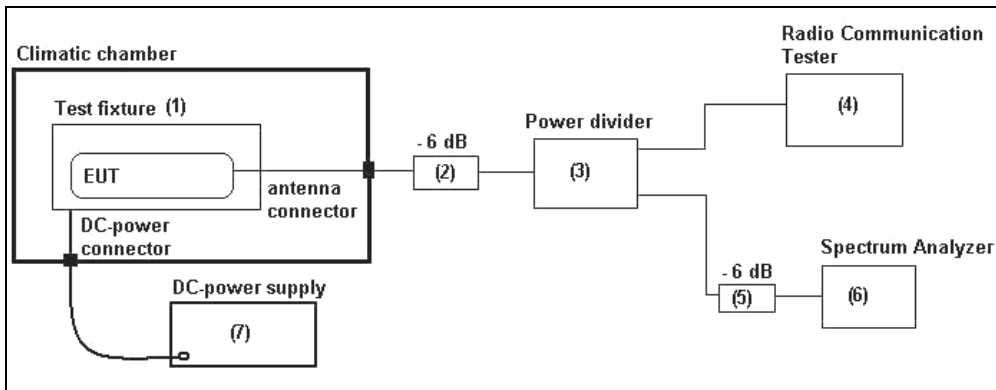 Climatic chamber
Test fixture (1)
EUT
antenna
connector
DC-power
connector
DC-power supply
(7)
- 6 dB
(2)
Power divider
(3)
Radio Communication
Tester
(4)
- 6 dB
(5)
Spectrum Analyzer
(6)